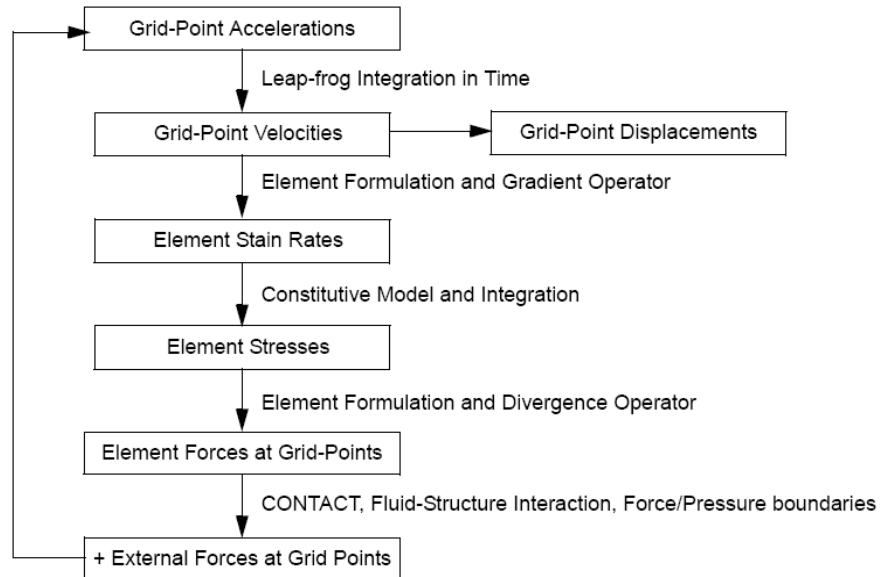 Grid-Point Accelerations
Leap-frog Integration in Time
Grid-Point Velocities
Grid-Point Displacements
Element Formulation and Gradient Operator
Element Stain Rates
Constitutive Model and Integration
Element Stresses
Element Formulation and Divergence Operator
Element Forces at Grid-Points
CONTACT, Fluid-Structure Interaction, Force/Pressure boundaries
+ External Forces at Grid Points